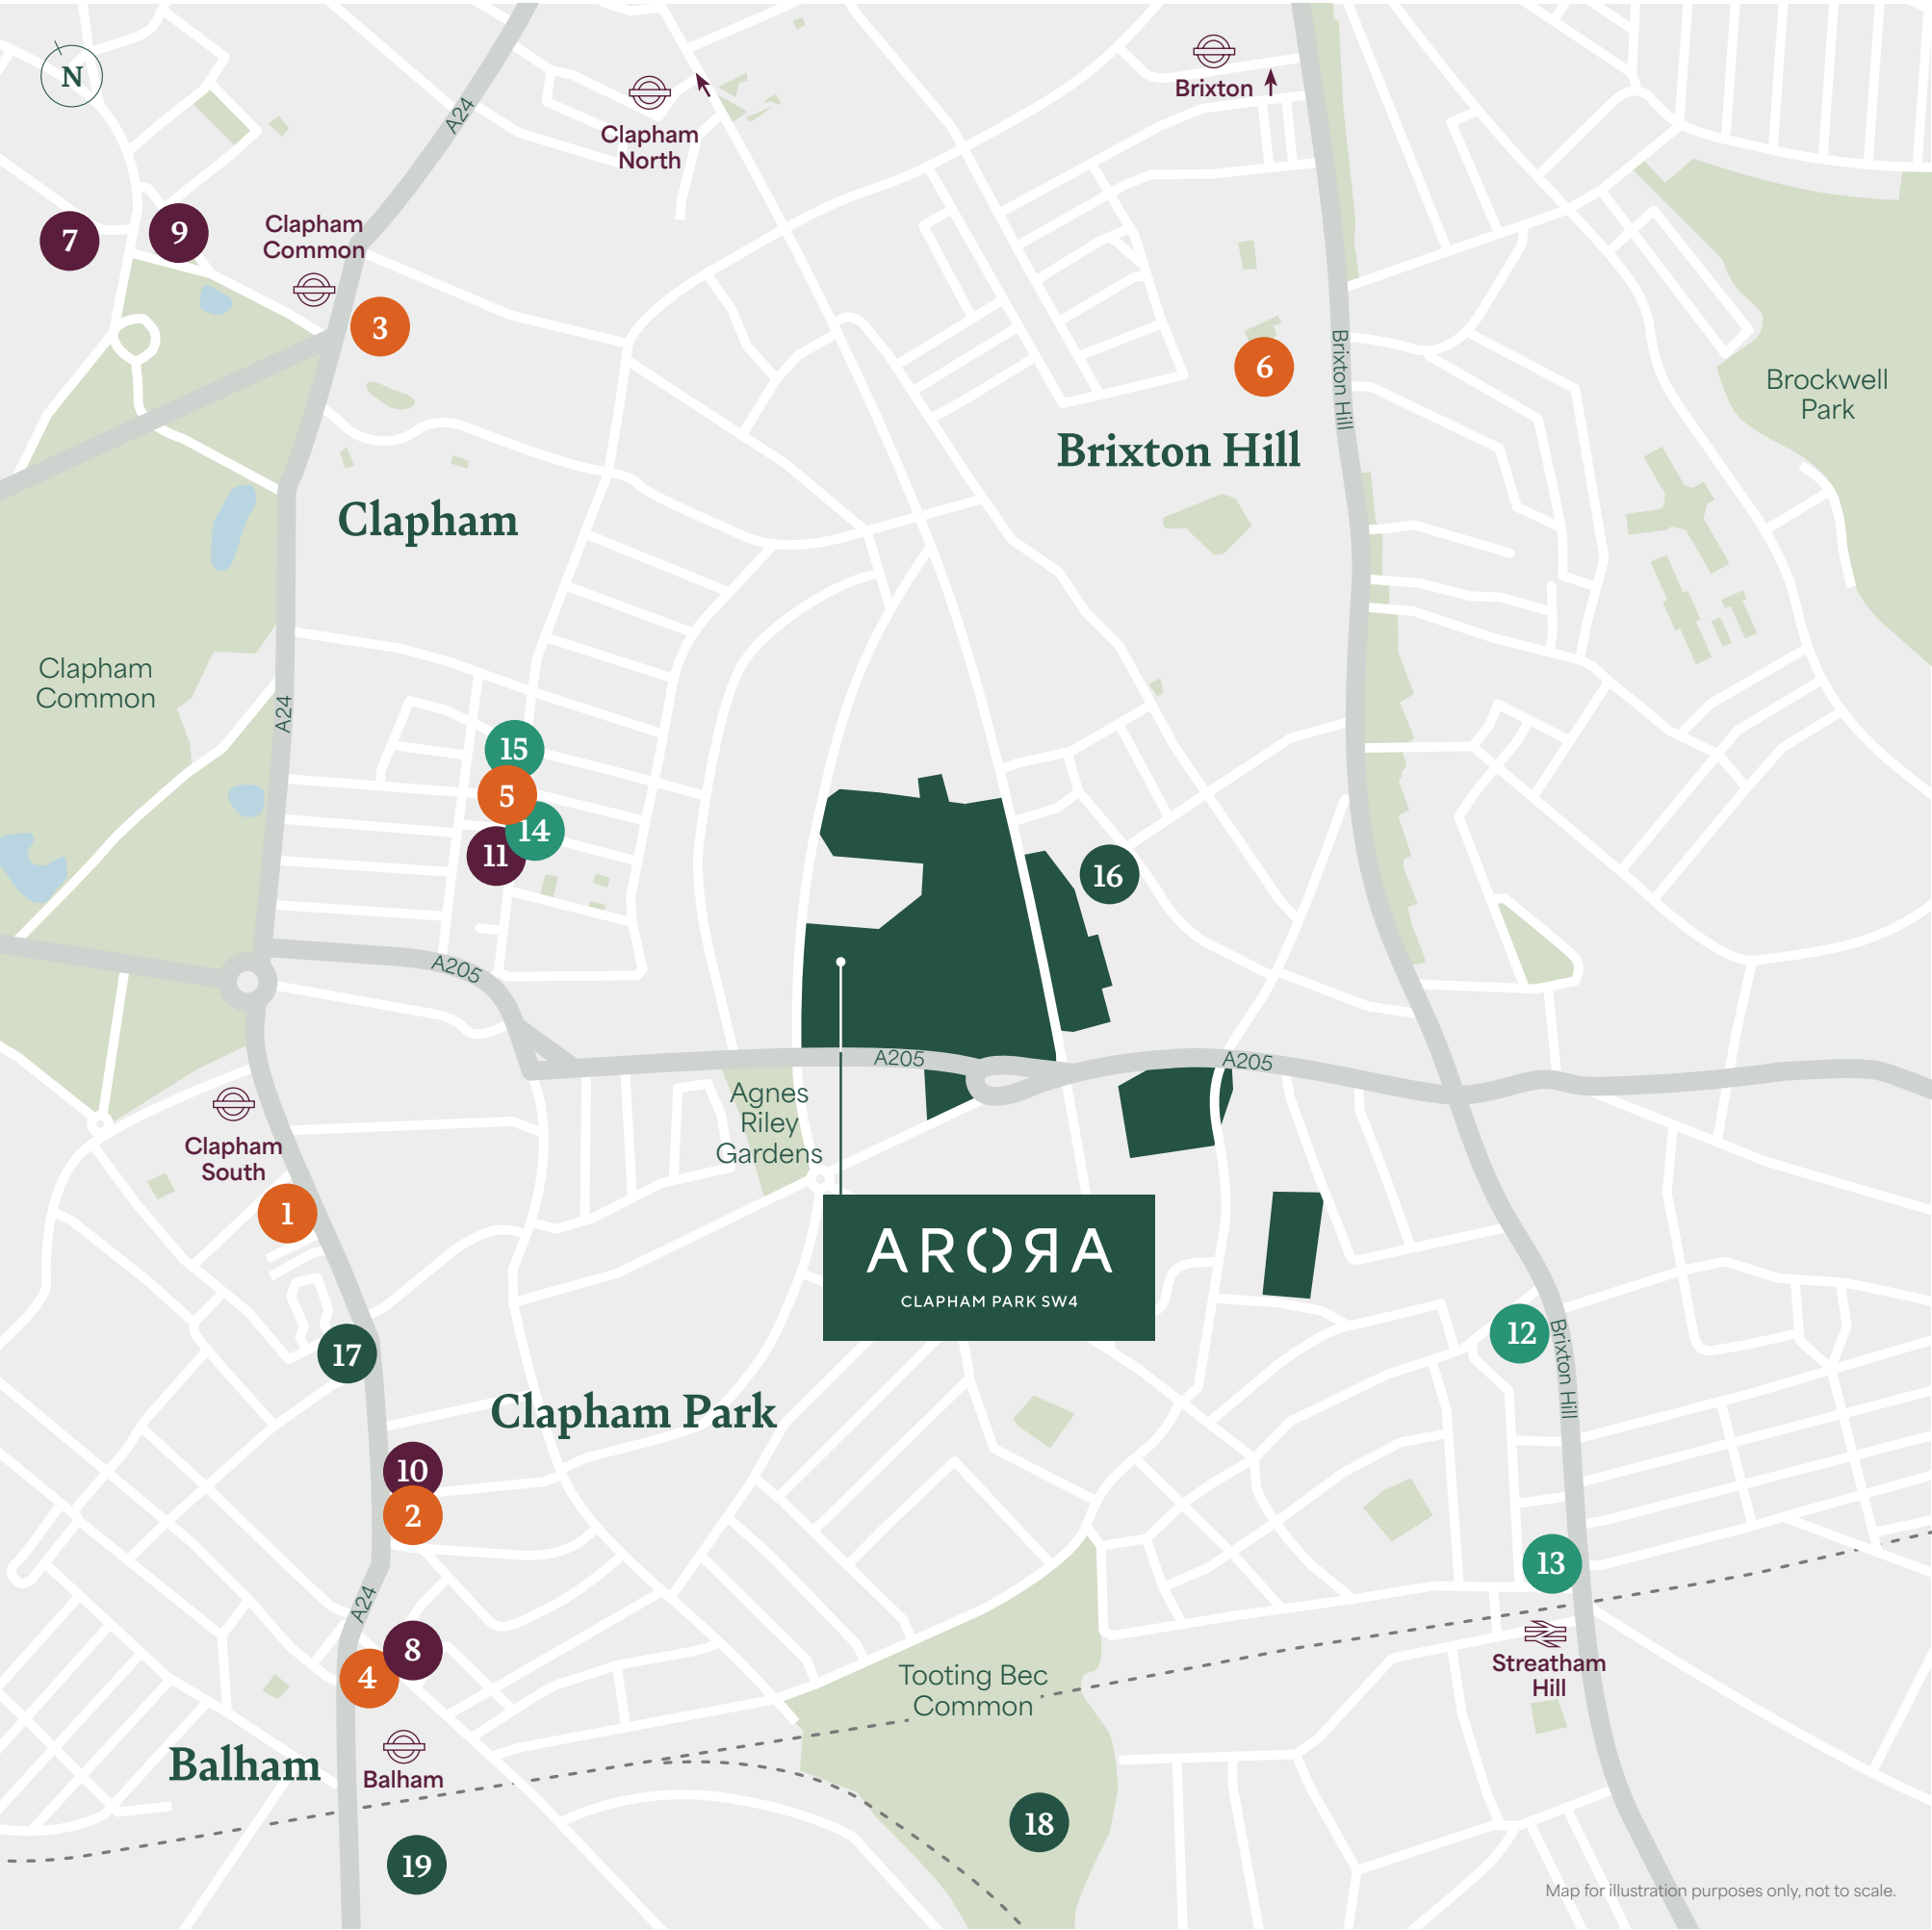 N
A24
Clapham
North
Brixton
7
9
Clapham
Common
3
6
Brixton Hill
Brockwell
Park
Brixton Hill
Clapham
Clapham
Common
A24
15
5
14
11
16
A205
A205
A205
Agnes
Riley
Gardens
Clapham
South
1
ARORA
CLAPHAM PARK SW4
17
12
Brixton Hill
Clapham Park
10
2
13
A24
8
4
Tooting Bec
Common
Streatham
Hill
Balham
Balham
18
19
Map for illustration purposes only, not to scale.